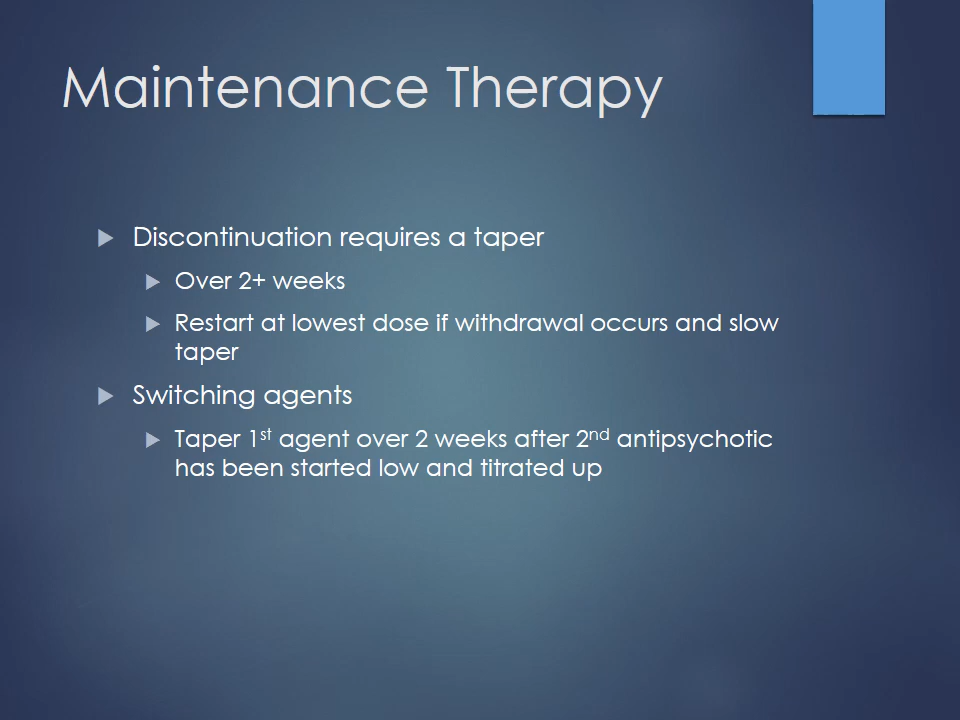 Maintenance Therapy
Discontinuation requires a taper
Over 2+ weeks
Restart at lowest dose if withdrawal occurs and slow
taper
Switching agents
Taper 1st agent over 2 weeks after 2nd antipsychotic
has been started low and titrated up